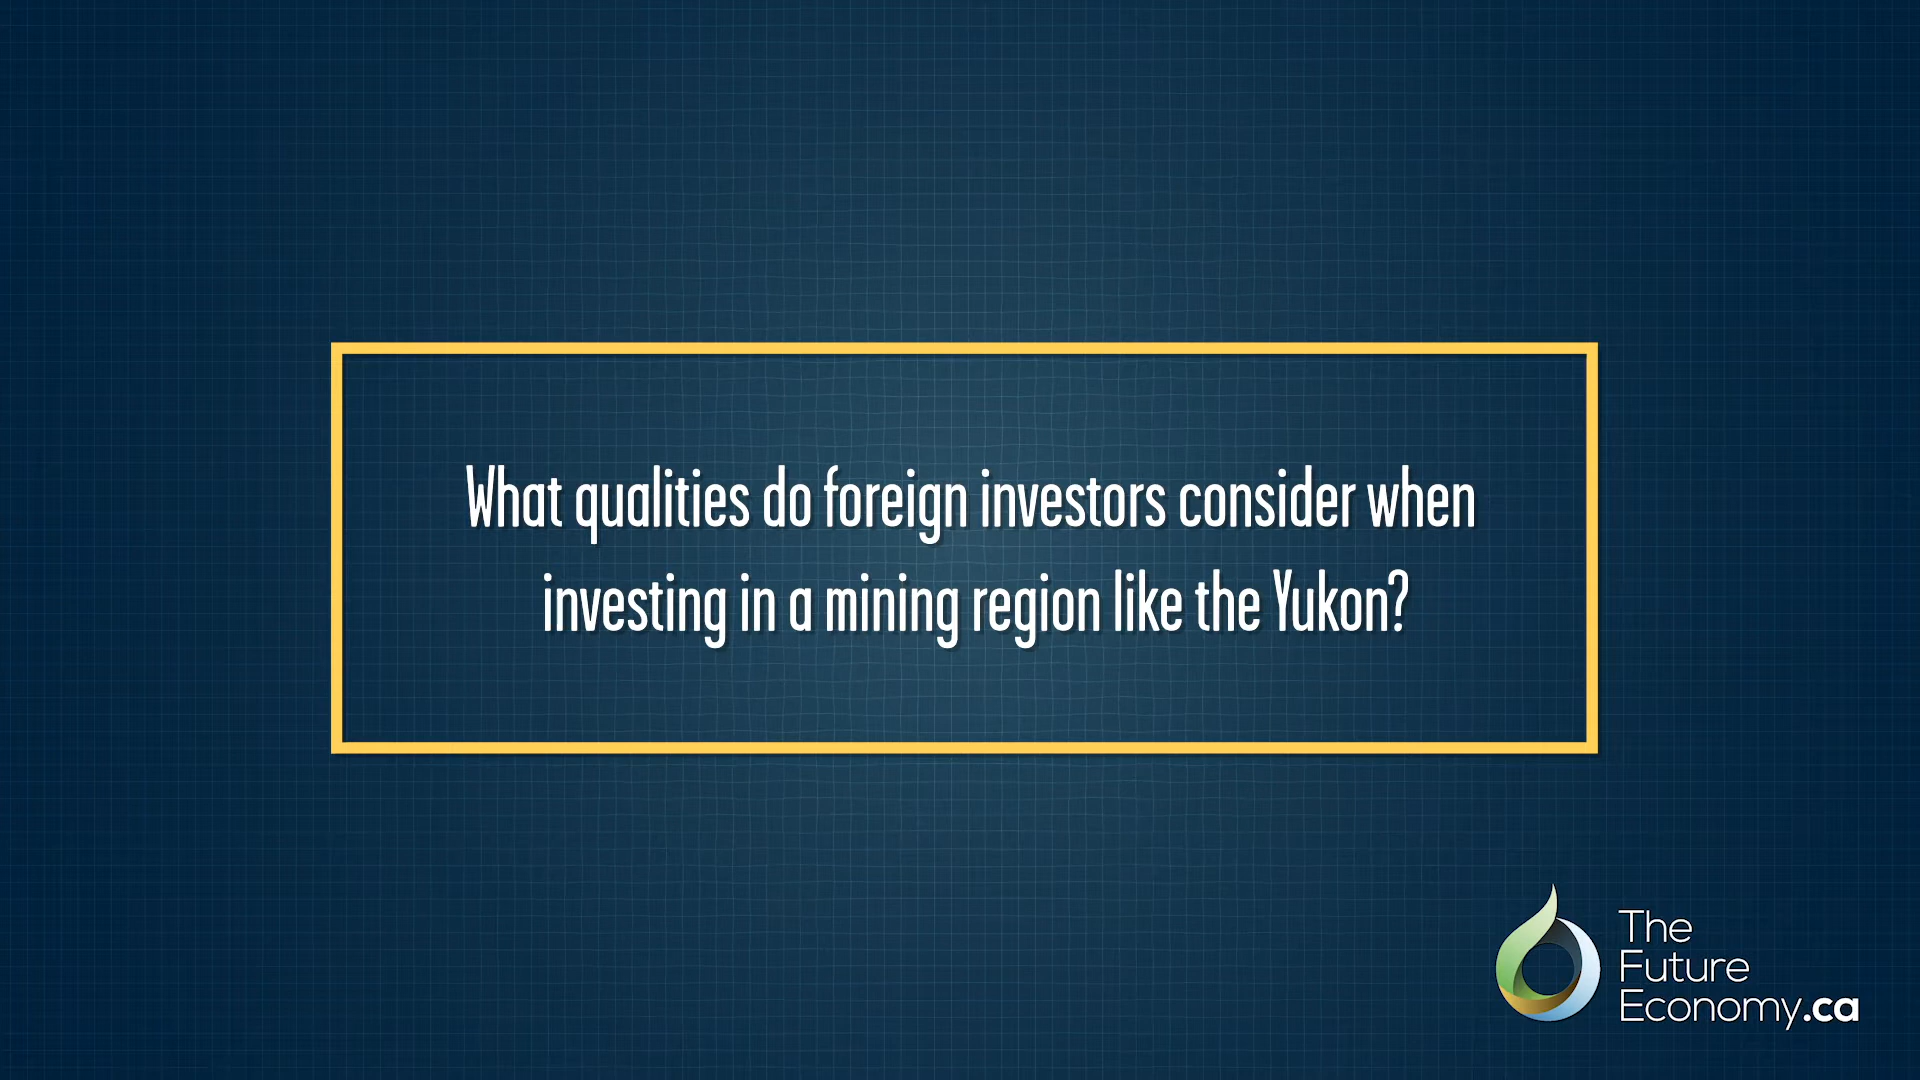 What qualities do foreign investors consider when
investing in a mining region like the Yukon?
The
Future
Economy.ca